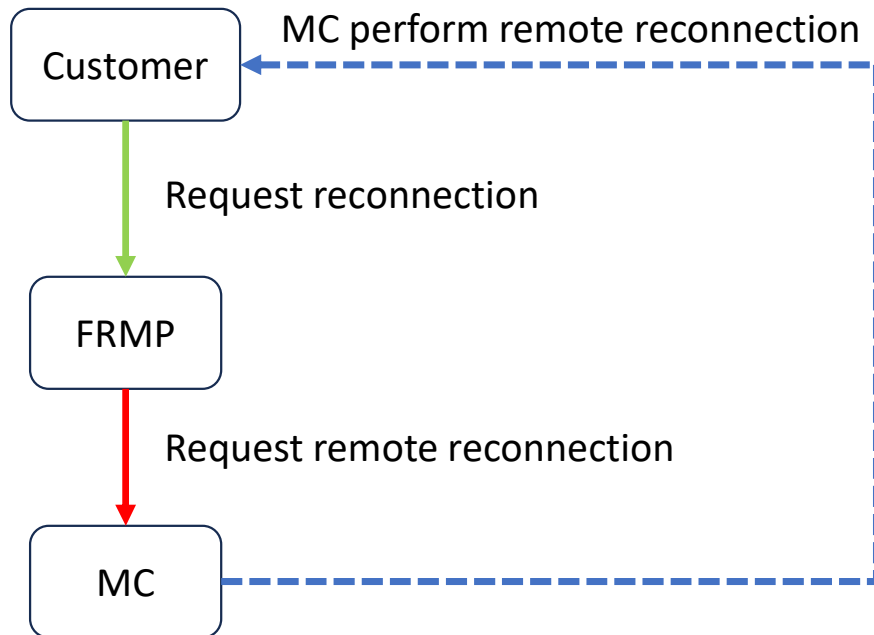 MC perform remote reconnection
Customer
Request reconnection
FRMP
Request remote reconnection
MC